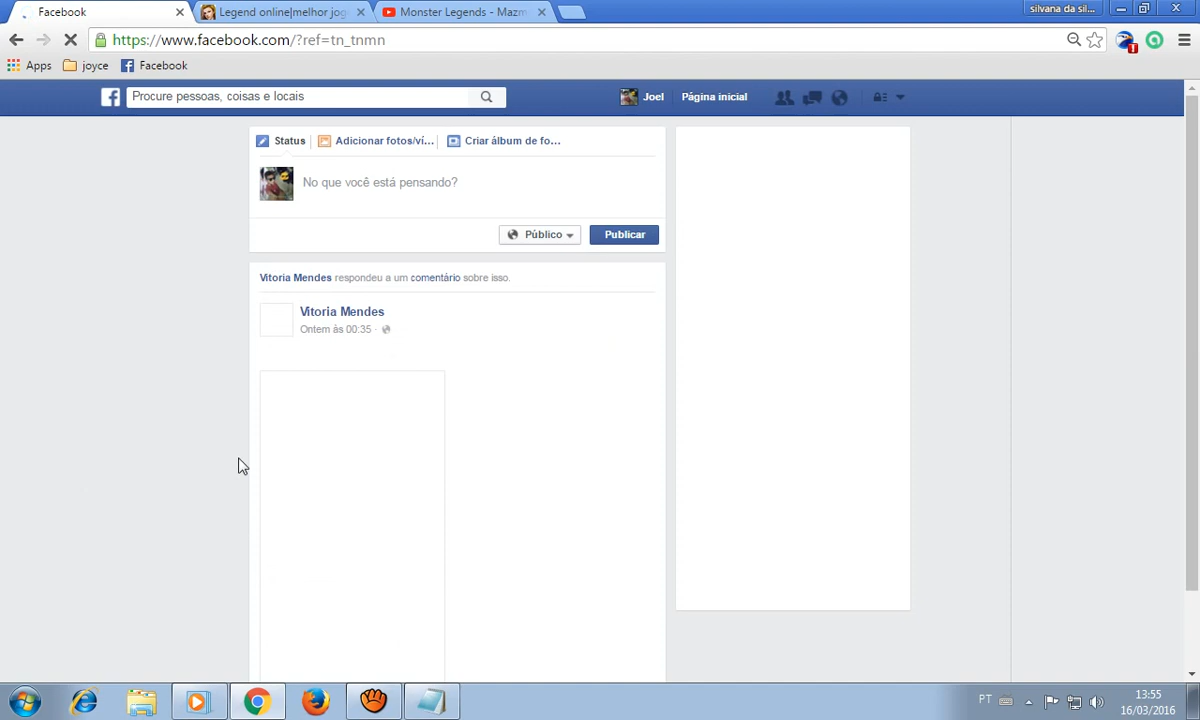 Facebook
Legend online|melhor jog
Monster Legends - Mazm
silvana da sil...
https://www.facebook.com/?ref=tn_tnmn
1
Apps
joyce
Facebook
Procure pessoas, coisas e locais
Joel
Página inicial
Status
Adicionar fotos/ví...
Criar álbum de fo...
No que você está pensando?
Público
Publicar
Vitoria Mendes respondeu a um comentário sobre isso.
Vitoria Mendes
Ontem às 00:35 ·
PT
13:55
16/03/2016